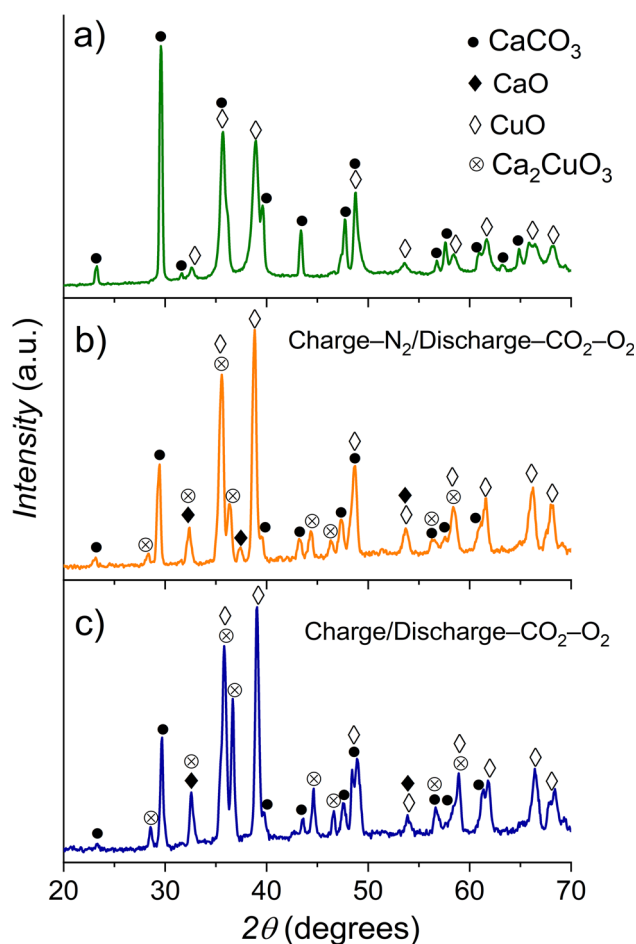 a)
CaCO₃
CaO
CuO
Ca₂CuO₃
b)
Charge–N₂/Discharge–CO₂–O₂
c)
Charge/Discharge–CO₂–O₂
Intensity (a.u.)
20 30 40 50 60 70
2θ (degrees)